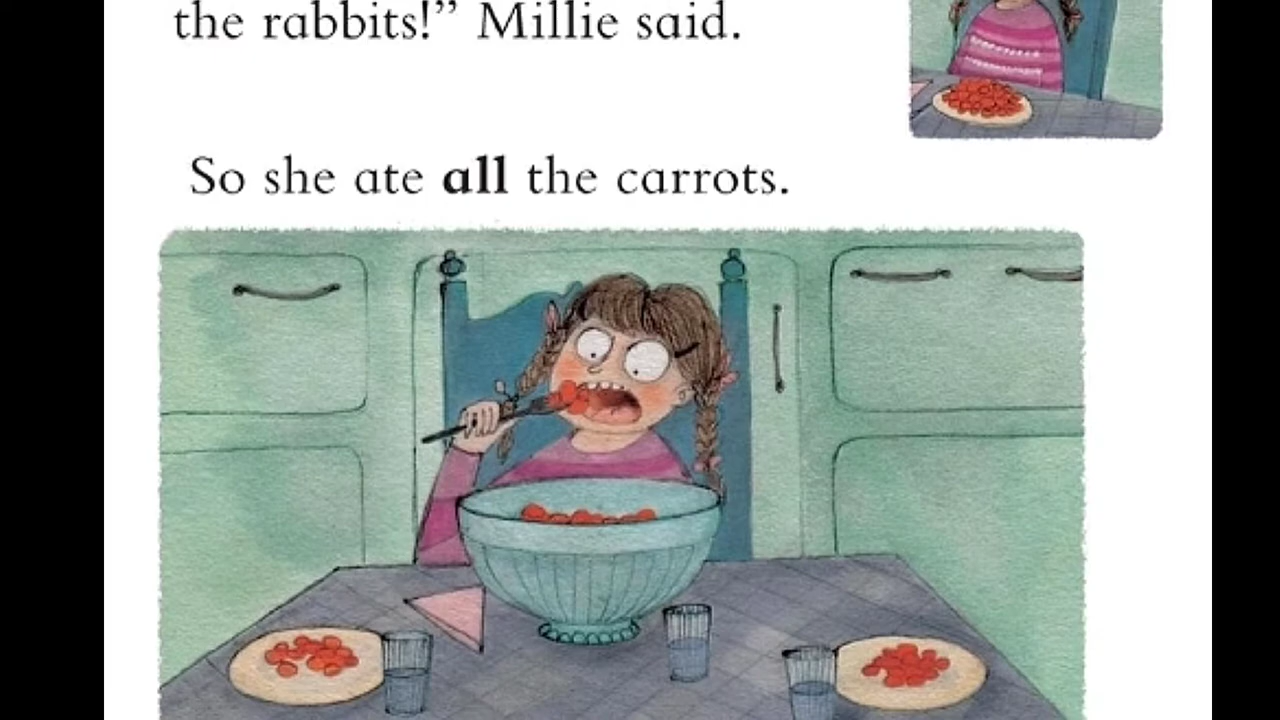 the rabbits!” Millie said.
So she ate all the carrots.